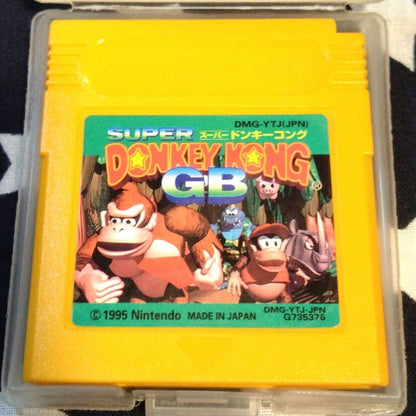 DMG-YTJ(JPN)
SUPER スーパー ドンキーコング
DONKEY KONG
GB ®
DMG-YTJ-JPN
© 1995 Nintendo MADE IN JAPAN G735376